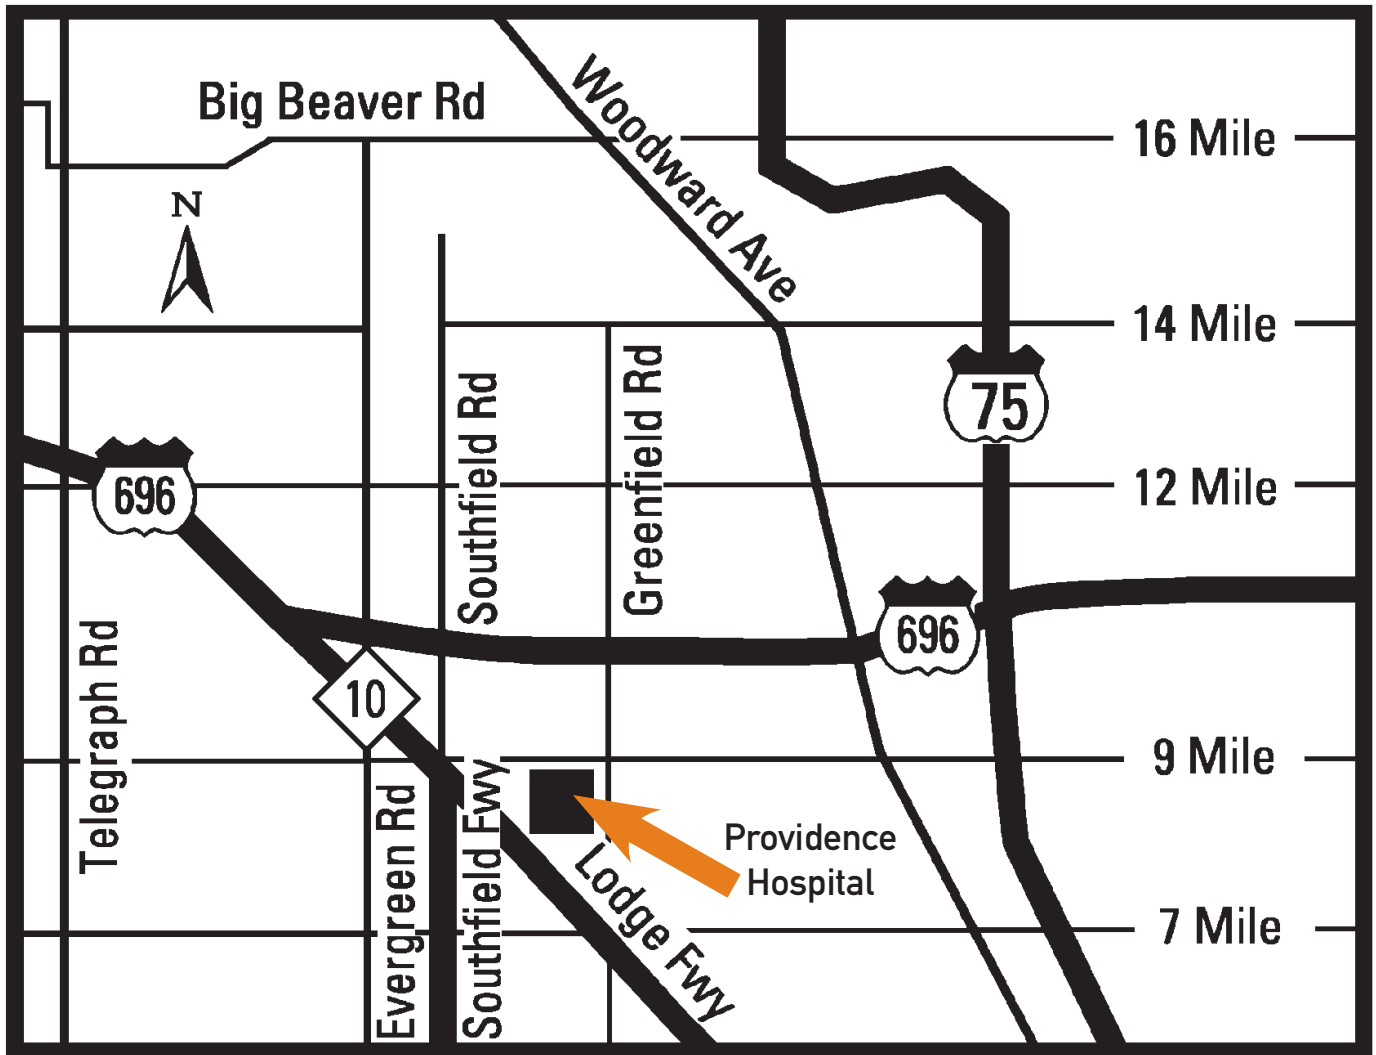 Big Beaver Rd
Woodward Ave
16 Mile
N
14 Mile
75
Southfield Rd
Greenfield Rd
696
12 Mile
696
Telegraph Rd
10
9 Mile
Evergreen Rd
Southfield Fwy
Lodge Fwy
Providence
Hospital
7 Mile